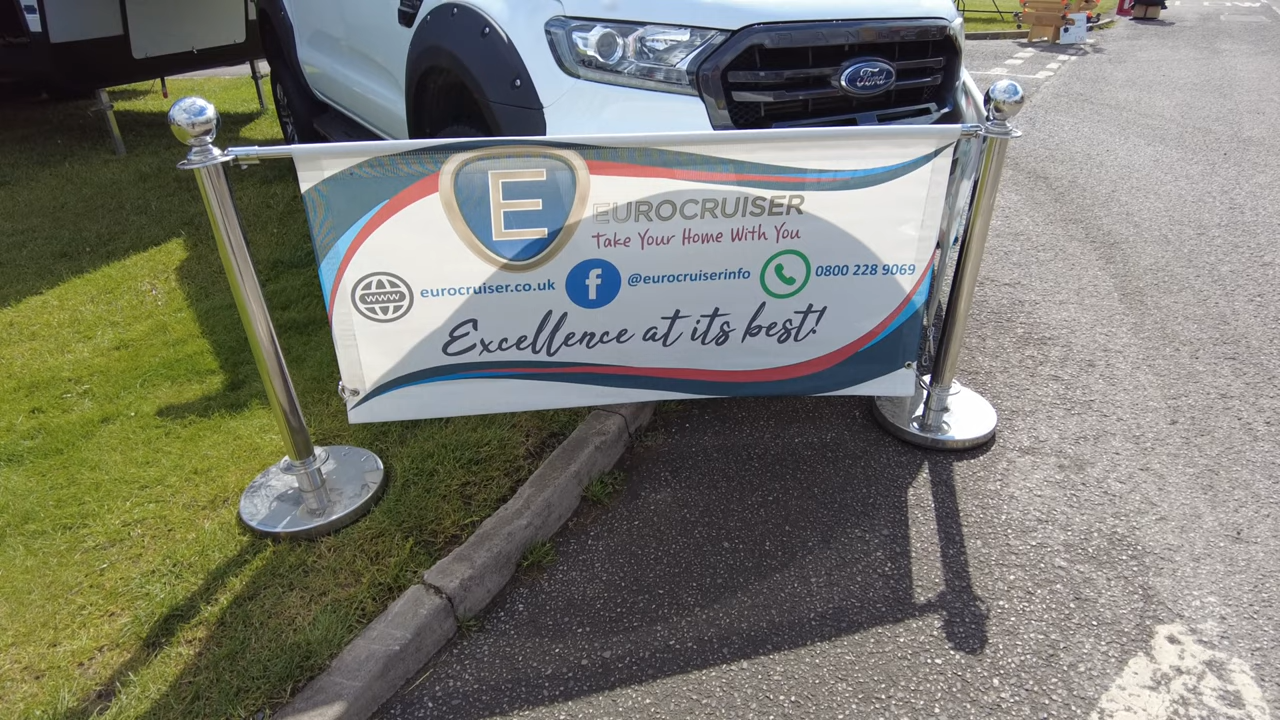 RANGER
Ford
E
EUROCRUISER
Take Your Home With You
www eurocruiser.co.uk f @eurocruiserinfo 0800 228 9069
Excellence at its best!